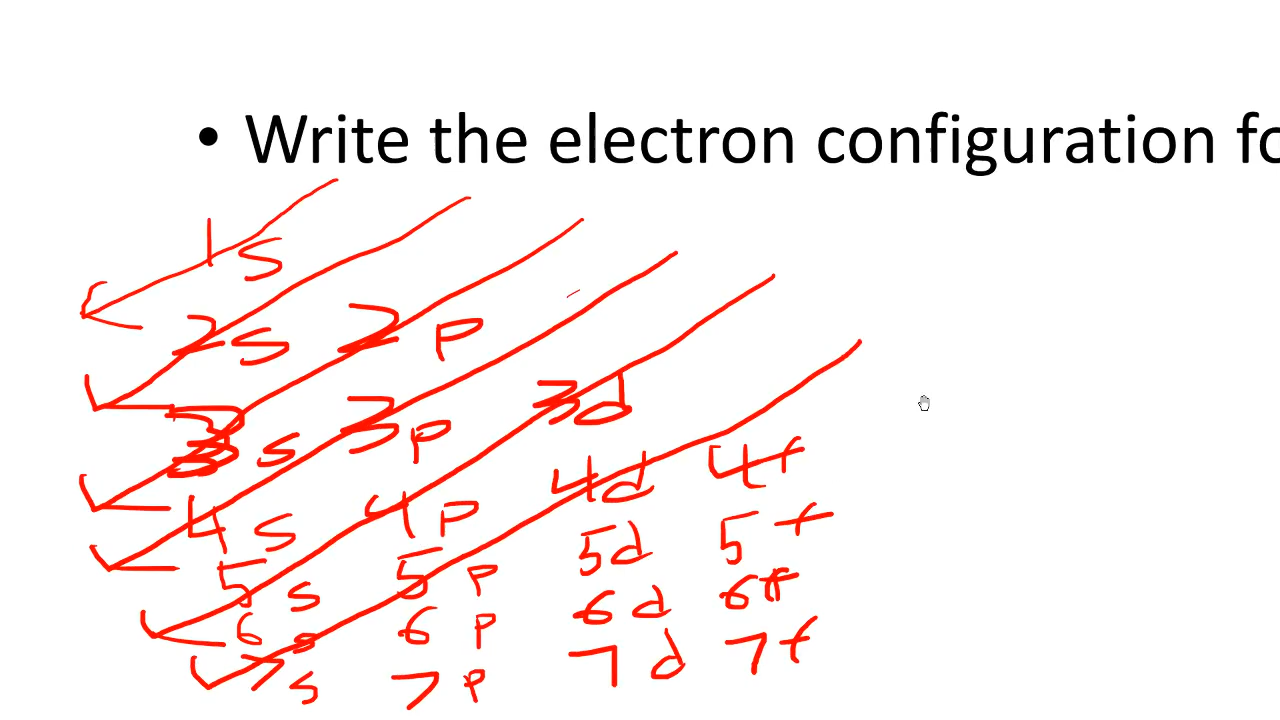 • Write the electron configuration fo
1s
2s 2p
3s 3p 3d
4s 4p 4d 4f
5s 5p 5d 5f
6s 6p 6d 6f
7s 7p 7d 7f